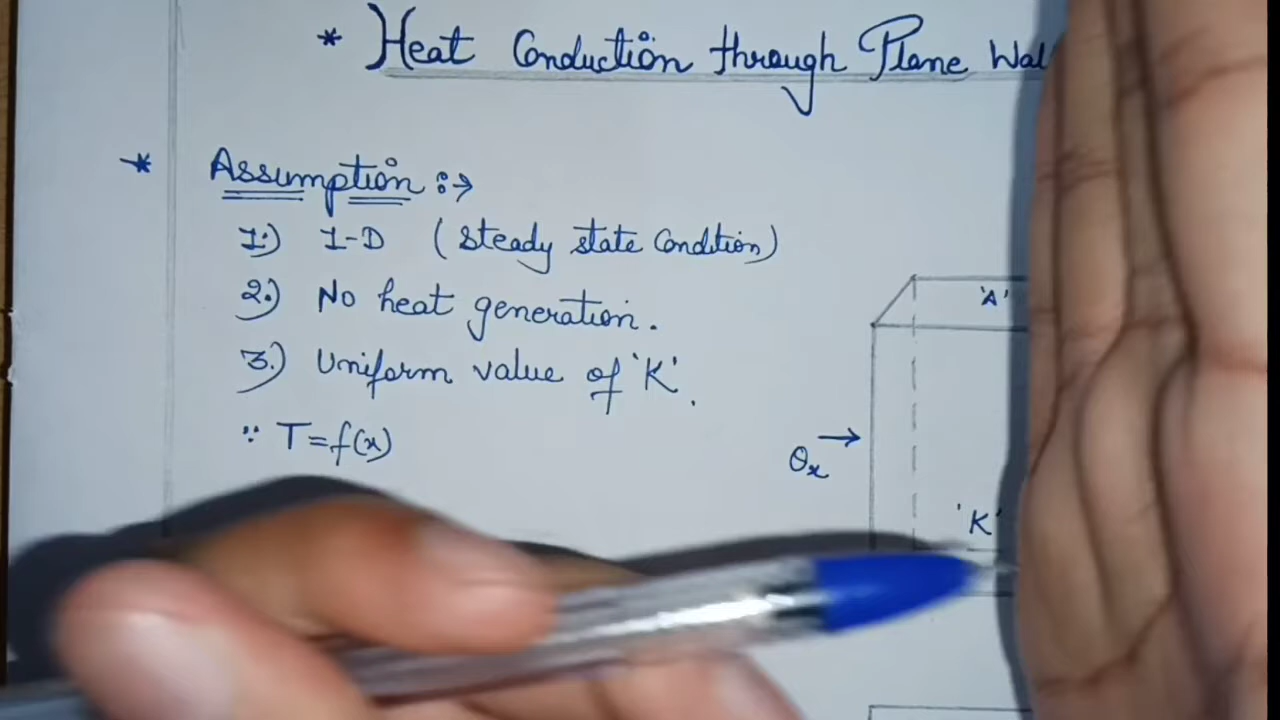 * Heat Conduction through Plane Wal
* Assumption :→
1.) 1-D (steady state Condition)
2.) No heat generation.
3.) Uniform value of 'K'.
∵ T=f(x)
'A'
Qx →
'K'